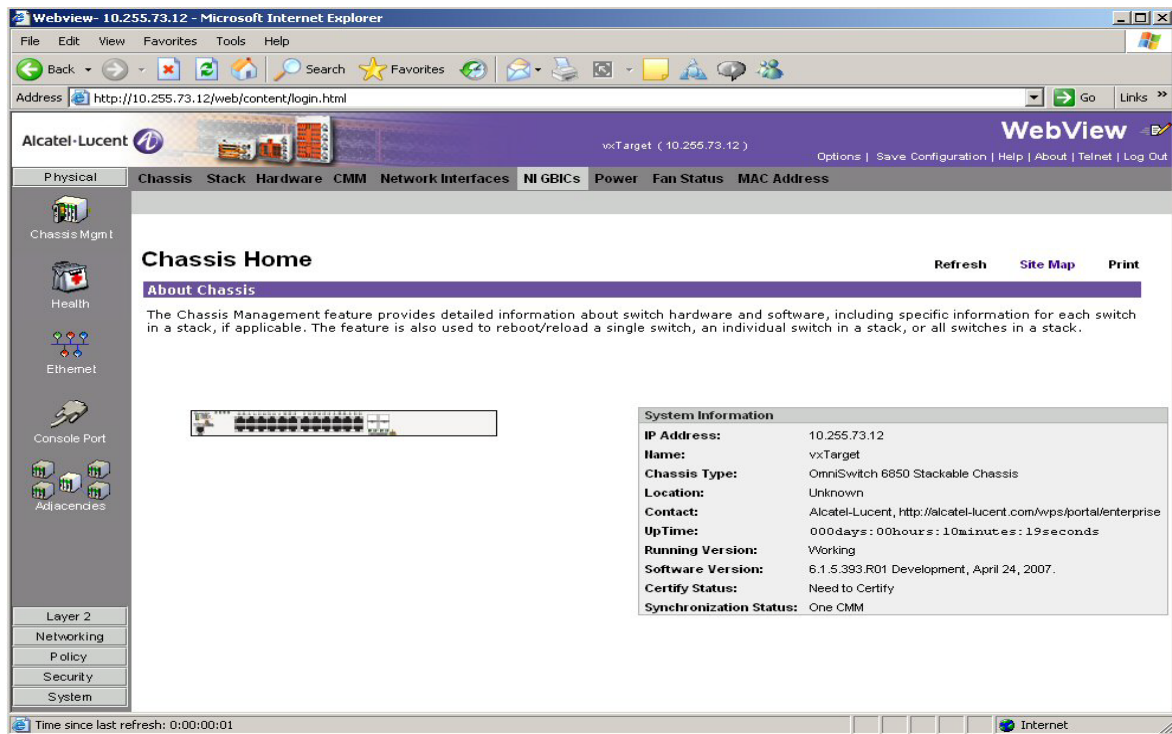 Webview- 10.255.73.12 - Microsoft Internet Explorer
File Edit View Favorites Tools Help
Back Search Favorites
Address http://10.255.73.12/web/content/login.html Go Links »
Alcatel·Lucent vxTarget ( 10.255.73.12 ) WebView
Options | Save Configuration | Help | About | Telnet | Log Out
Physical Chassis Stack Hardware CMM Network Interfaces NI GBICs Power Fan Status MAC Address
Chassis Mgmt
Health
Ethernet
Console Port
Adjacencies
Layer 2
Networking
Policy
Security
System
Chassis Home
Refresh Site Map Print
About Chassis
The Chassis Management feature provides detailed information about switch hardware and software, including specific information for each switch
in a stack, if applicable. The feature is also used to reboot/reload a single switch, an individual switch in a stack, or all switches in a stack.
System Information
IP Address: 10.255.73.12
Name: vxTarget
Chassis Type: OmniSwitch 6850 Stackable Chassis
Location: Unknown
Contact: Alcatel-Lucent, http://alcatel-lucent.com/wps/portal/enterprise
UpTime: 000days:00hours:10minutes:19seconds
Running Version: Working
Software Version: 6.1.5.393.R01 Development, April 24, 2007.
Certify Status: Need to Certify
Synchronization Status: One CMM
Time since last refresh: 0:00:00:01 Internet